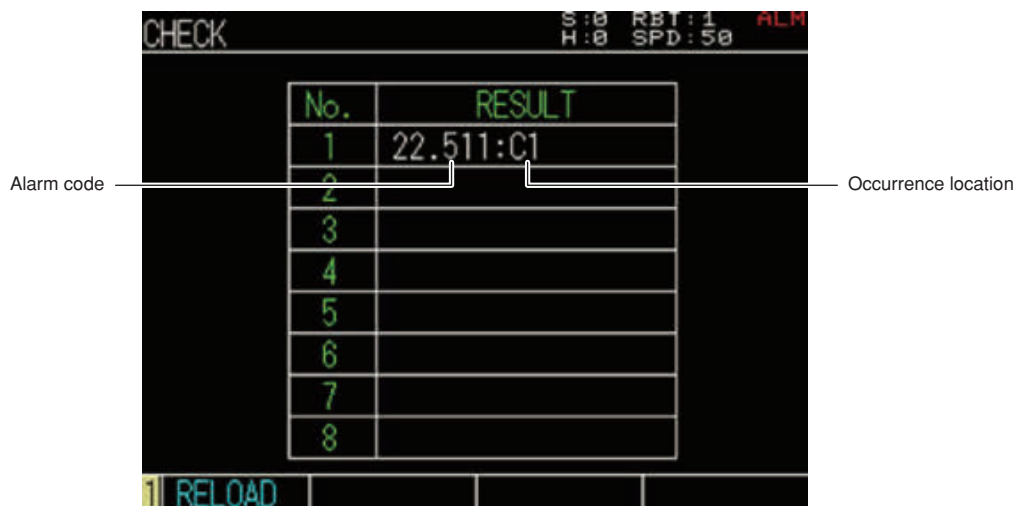 CHECK
S:0 RBT:1 ALM
H:0 SPD:50
No. RESULT
1 22.511:C1
2
3
4
5
6
7
8
Alarm code
Occurrence location
1 RELOAD